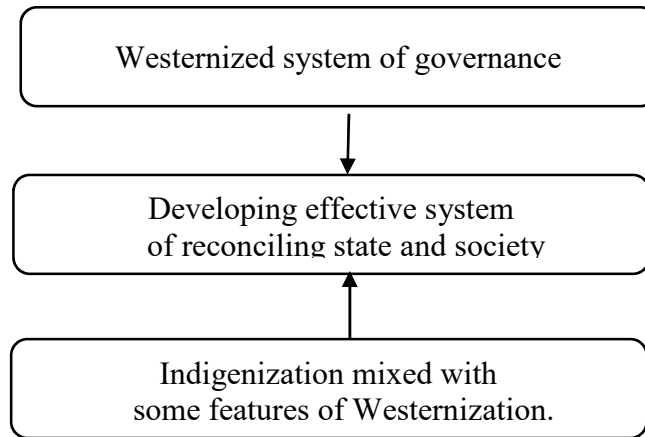 Westernized system of governance
Developing effective system
of reconciling state and society
Indigenization mixed with
some features of Westernization.